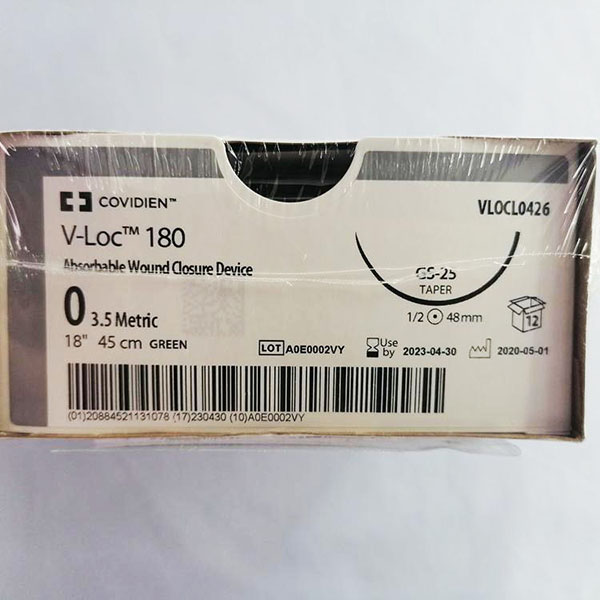 COVIDIEN™
VLOCL0426
V-Loc™ 180
Absorbable Wound Closure Device
GS-25
TAPER
0 3.5 Metric
1/2 48mm
12
18" 45 cm GREEN
LOT A0E0002VY
Use by 2023-04-30
2020-05-01
(01)20884521131078 (17)230430 (10)A0E0002VY